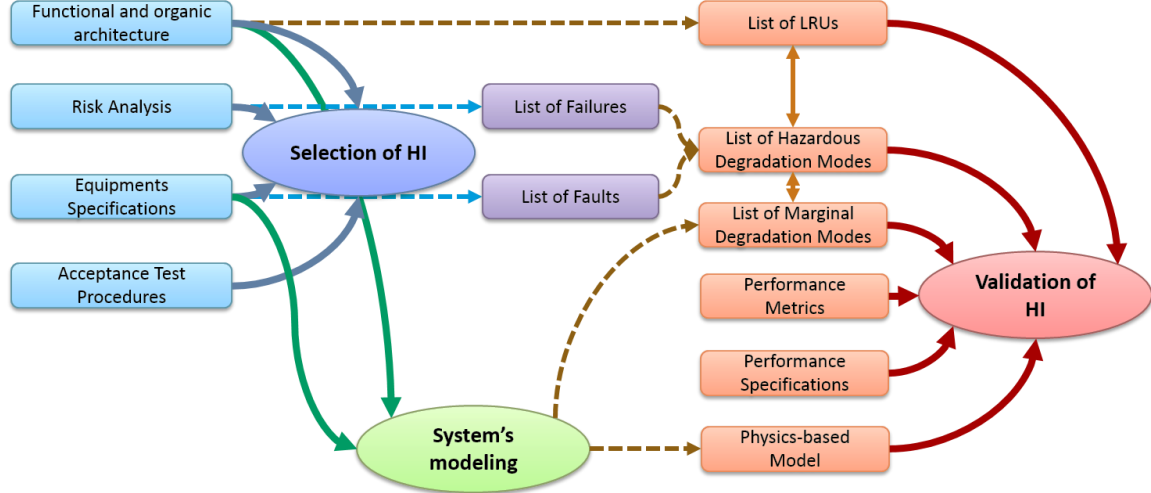 Functional and organic
architecture
Risk Analysis
Equipments
Specifications
Acceptance Test
Procedures
Selection of HI
System's
modeling
List of Failures
List of Faults
List of LRUs
List of Hazardous
Degradation Modes
List of Marginal
Degradation Modes
Performance
Metrics
Performance
Specifications
Physics-based
Model
Validation of
HI